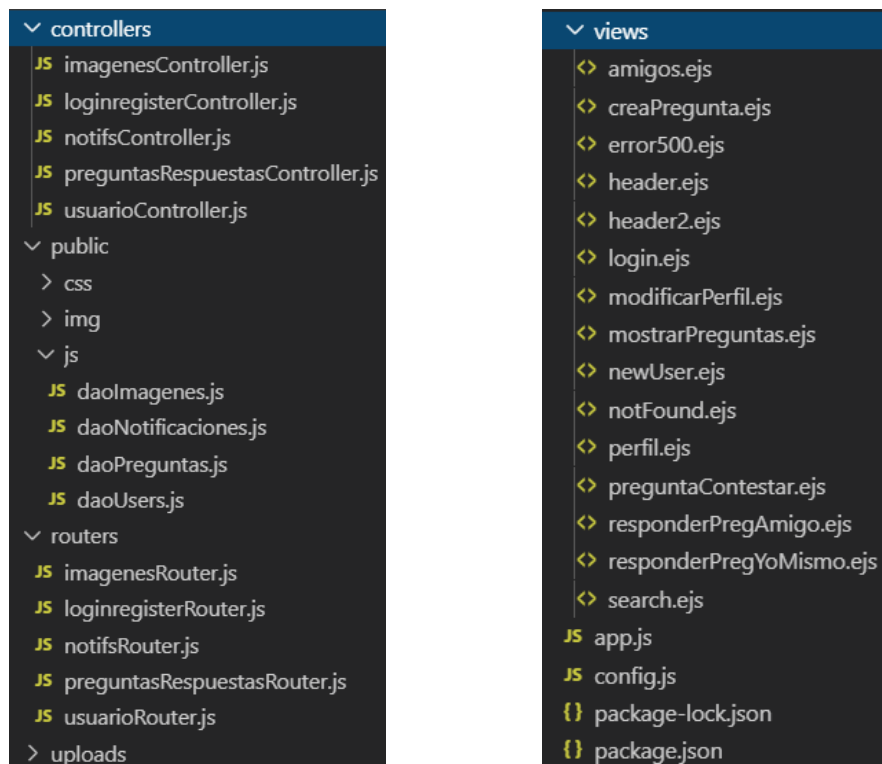 controllers
JS imagenesController.js
JS loginregisterController.js
JS notifsController.js
JS preguntasRespuestasController.js
JS usuarioController.js
public
css
img
js
JS daoImagenes.js
JS daoNotificaciones.js
JS daoPreguntas.js
JS daoUsers.js
routers
JS imagenesRouter.js
JS loginregisterRouter.js
JS notifsRouter.js
JS preguntasRespuestasRouter.js
JS usuarioRouter.js
uploads
views
<> amigos.ejs
<> creaPregunta.ejs
<> error500.ejs
<> header.ejs
<> header2.ejs
<> login.ejs
<> modificarPerfil.ejs
<> mostrarPreguntas.ejs
<> newUser.ejs
<> notFound.ejs
<> perfil.ejs
<> preguntaContestar.ejs
<> responderPregAmigo.ejs
<> responderPregYoMismo.ejs
<> search.ejs
JS app.js
JS config.js
{} package-lock.json
{} package.json